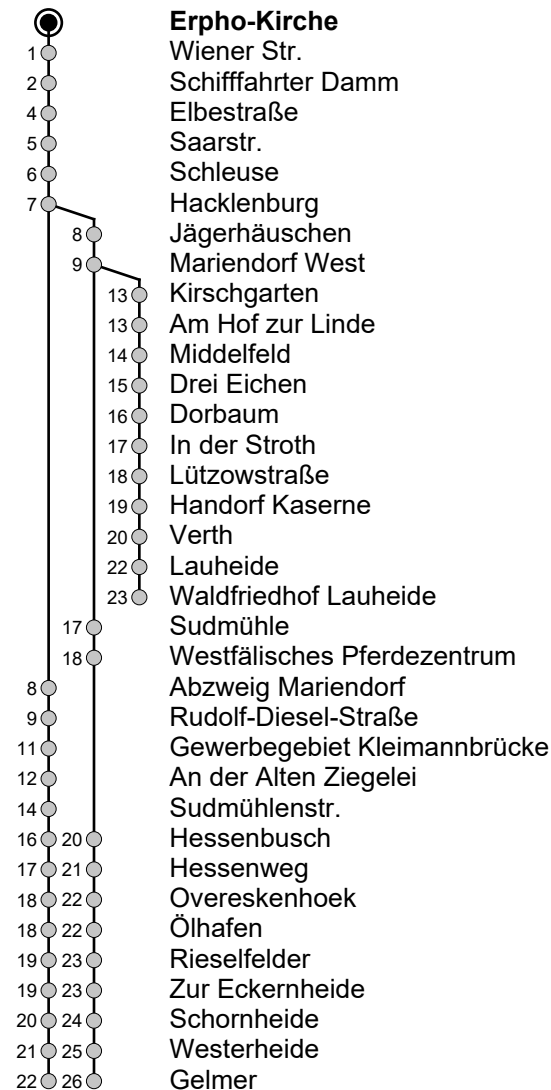 Erpho-Kirche
1 Wiener Str.
2 Schifffahrter Damm
4 Elbestraße
5 Saarstr.
6 Schleuse
7 Hacklenburg
8 Jägerhäuschen
9 Mariendorf West
13 Kirschgarten
13 Am Hof zur Linde
14 Middelfeld
15 Drei Eichen
16 Dorbaum
17 In der Stroth
18 Lützowstraße
19 Handorf Kaserne
20 Verth
22 Lauheide
23 Waldfriedhof Lauheide
17 Sudmühle
18 Westfälisches Pferdezentrum
8 Abzweig Mariendorf
9 Rudolf-Diesel-Straße
11 Gewerbegebiet Kleimannbrücke
12 An der Alten Ziegelei
14 Sudmühlenstr.
16 20 Hessenbusch
17 21 Hessenweg
18 22 Overeskenhoek
18 22 Ölhafen
19 23 Rieselfelder
19 23 Zur Eckernheide
20 24 Schornheide
21 25 Westerheide
22 26 Gelmer